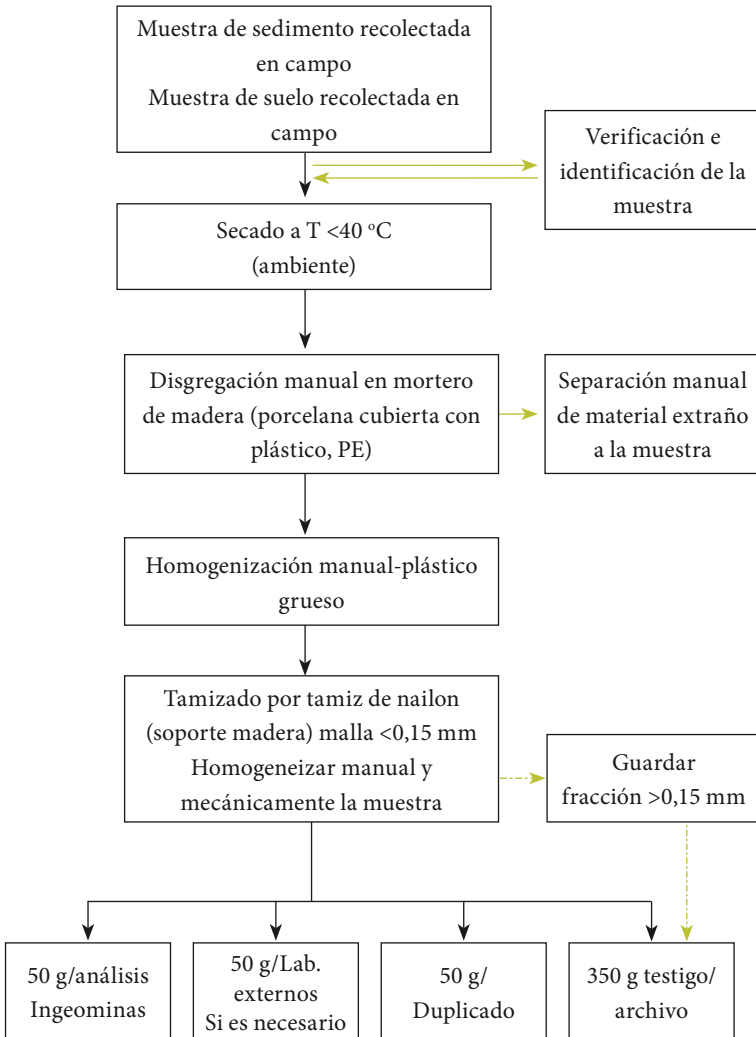 Muestra de sedimento recolectada
en campo
Muestra de suelo recolectada en
campo
Verificación e
identificación de la
muestra
Secado a T <40 °C
(ambiente)
Disgregación manual en mortero
de madera (porcelana cubierta con
plástico, PE)
Separación manual
de material extraño
a la muestra
Homogenización manual-plástico
grueso
Tamizado por tamiz de nailon
(soporte madera) malla <0,15 mm
Homogeneizar manual y
mecánicamente la muestra
Guardar
fracción >0,15 mm
50 g/análisis
Ingeominas
50 g/Lab.
externos
Si es necesario
50 g/
Duplicado
350 g testigo/
archivo